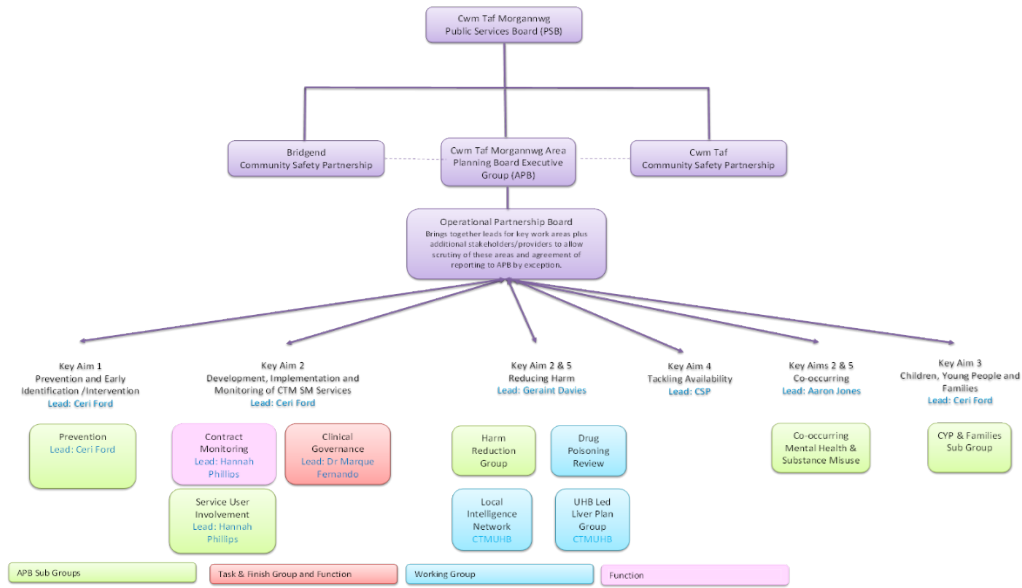 Cwm Taf Morgannwg
Public Services Board (PSB)
Bridgend
Community Safety Partnership
Cwm Taf Morgannwg Area
Planning Board Executive
Group (APB)
Cwm Taf
Community Safety Partnership
Operational Partnership Board
Brings together leads for key work areas plus
additional stakeholders/providers to allow
scrutiny of these areas and agreement of
reporting to APB by exception.
Key Aim 1
Prevention and Early
Identification /Intervention
Lead: Ceri Ford
Key Aim 2
Development, Implementation and
Monitoring of CTM SM Services
Lead: Ceri Ford
Key Aim 2 & 5
Reducing Harm
Lead: Geraint Davies
Key Aim 4
Tackling Availability
Lead: CSP
Key Aims 2 & 5
Co-occurring
Lead: Aaron Jones
Key Aim 3
Children, Young People and
Families
Lead: Ceri Ford
Prevention
Lead: Ceri Ford
Contract
Monitoring
Lead: Hannah
Phillips
Clinical
Governance
Lead: Dr Marque
Fernando
Service User
Involvement
Lead: Hannah
Phillips
Harm
Reduction
Group
Drug
Poisoning
Review
Local
Intelligence
Network
CTMUHB
UHB Led
Liver Plan
Group
CTMUHB
Co-occurring
Mental Health &
Substance Misuse
CYP & Families
Sub Group
APB Sub Groups
Task & Finish Group and Function
Working Group
Function